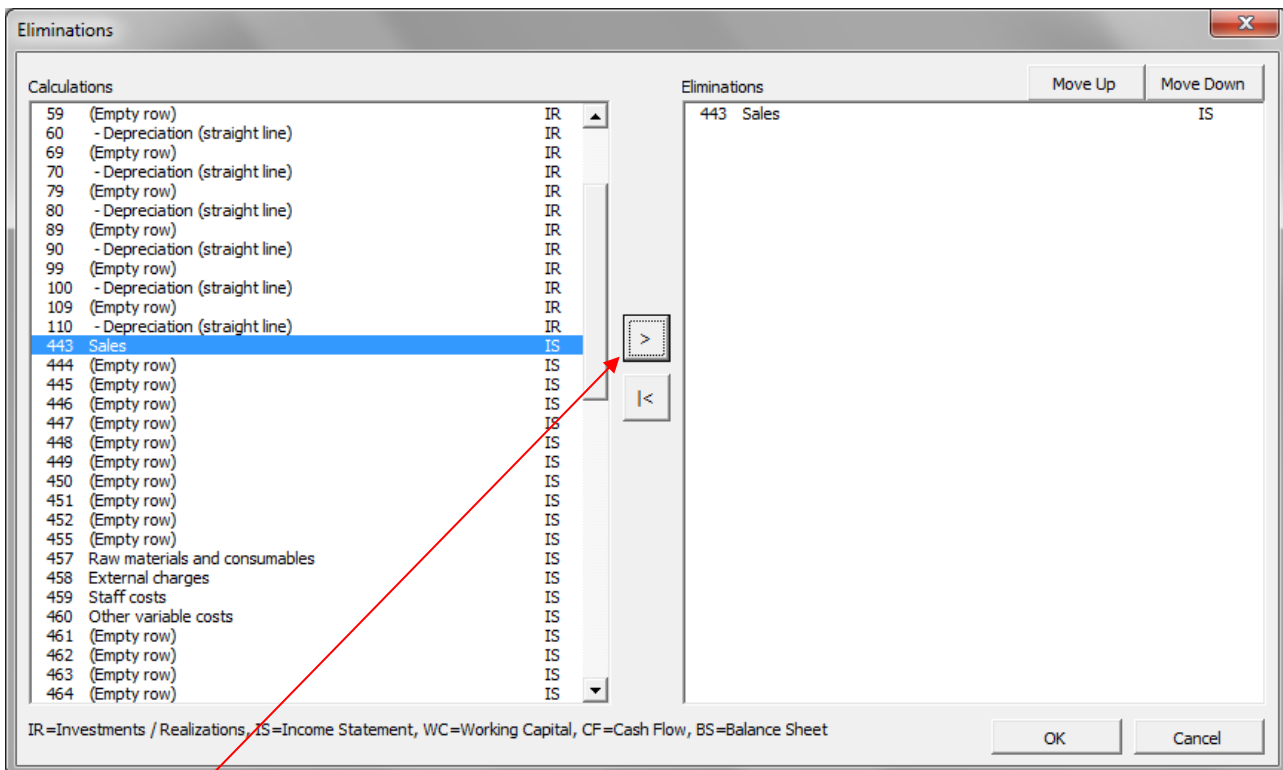 Eliminations
X
Calculations
Eliminations
Move Up
Move Down
59 (Empty row) IR
60 - Depreciation (straight line) IR
69 (Empty row) IR
70 - Depreciation (straight line) IR
79 (Empty row) IR
80 - Depreciation (straight line) IR
89 (Empty row) IR
90 - Depreciation (straight line) IR
99 (Empty row) IR
100 - Depreciation (straight line) IR
109 (Empty row) IR
110 - Depreciation (straight line) IR
443 Sales IS
444 (Empty row) IS
445 (Empty row) IS
446 (Empty row) IS
447 (Empty row) IS
448 (Empty row) IS
449 (Empty row) IS
450 (Empty row) IS
451 (Empty row) IS
452 (Empty row) IS
455 (Empty row) IS
457 Raw materials and consumables IS
458 External charges IS
459 Staff costs IS
460 Other variable costs IS
461 (Empty row) IS
462 (Empty row) IS
463 (Empty row) IS
464 (Empty row) IS
>
|<
443 Sales IS
IR=Investments / Realizations, IS=Income Statement, WC=Working Capital, CF=Cash Flow, BS=Balance Sheet
OK
Cancel